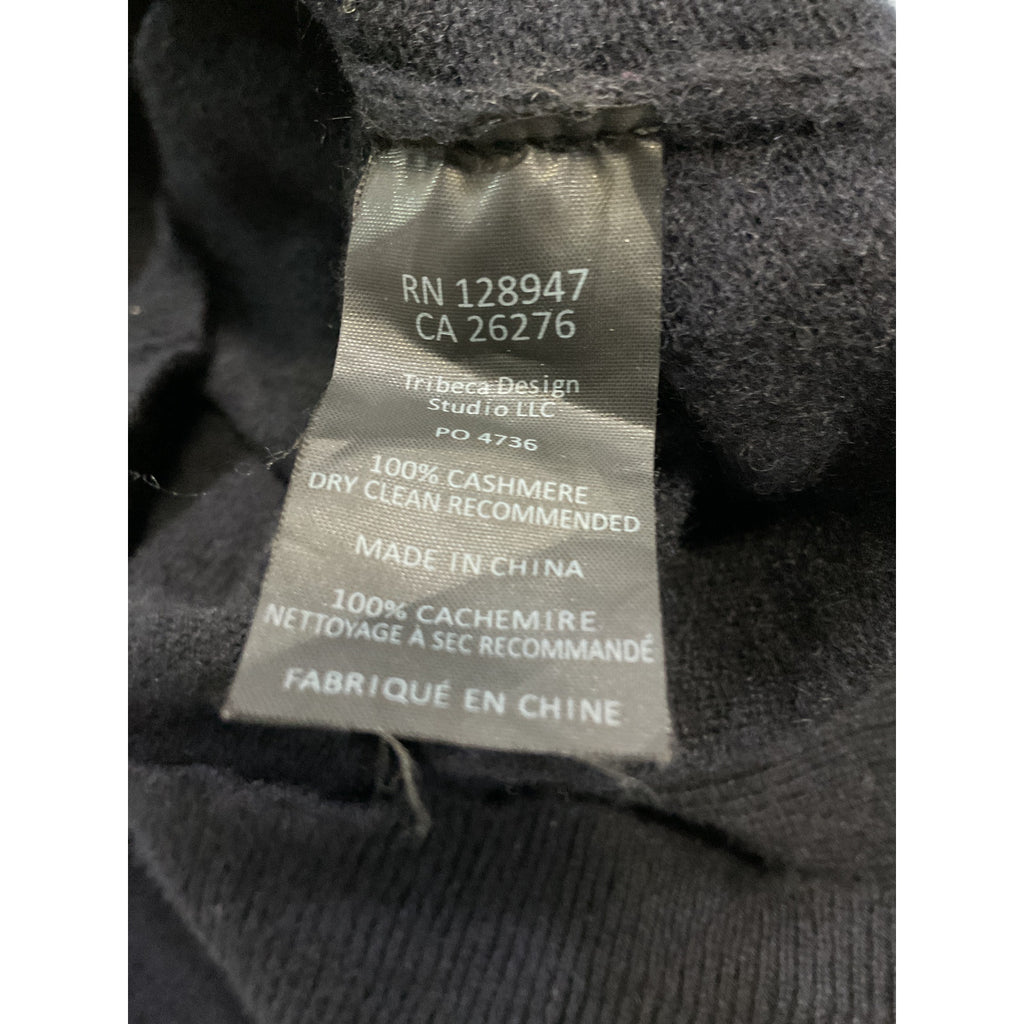 RN 128947
CA 26276
Tribeca Design
Studio LLC
PO 4736
100% CASHMERE
DRY CLEAN RECOMMENDED
MADE IN CHINA
100% CACHEMIRE
NETTOYAGE À SEC RECOMMANDÉ
FABRIQUÉ EN CHINE